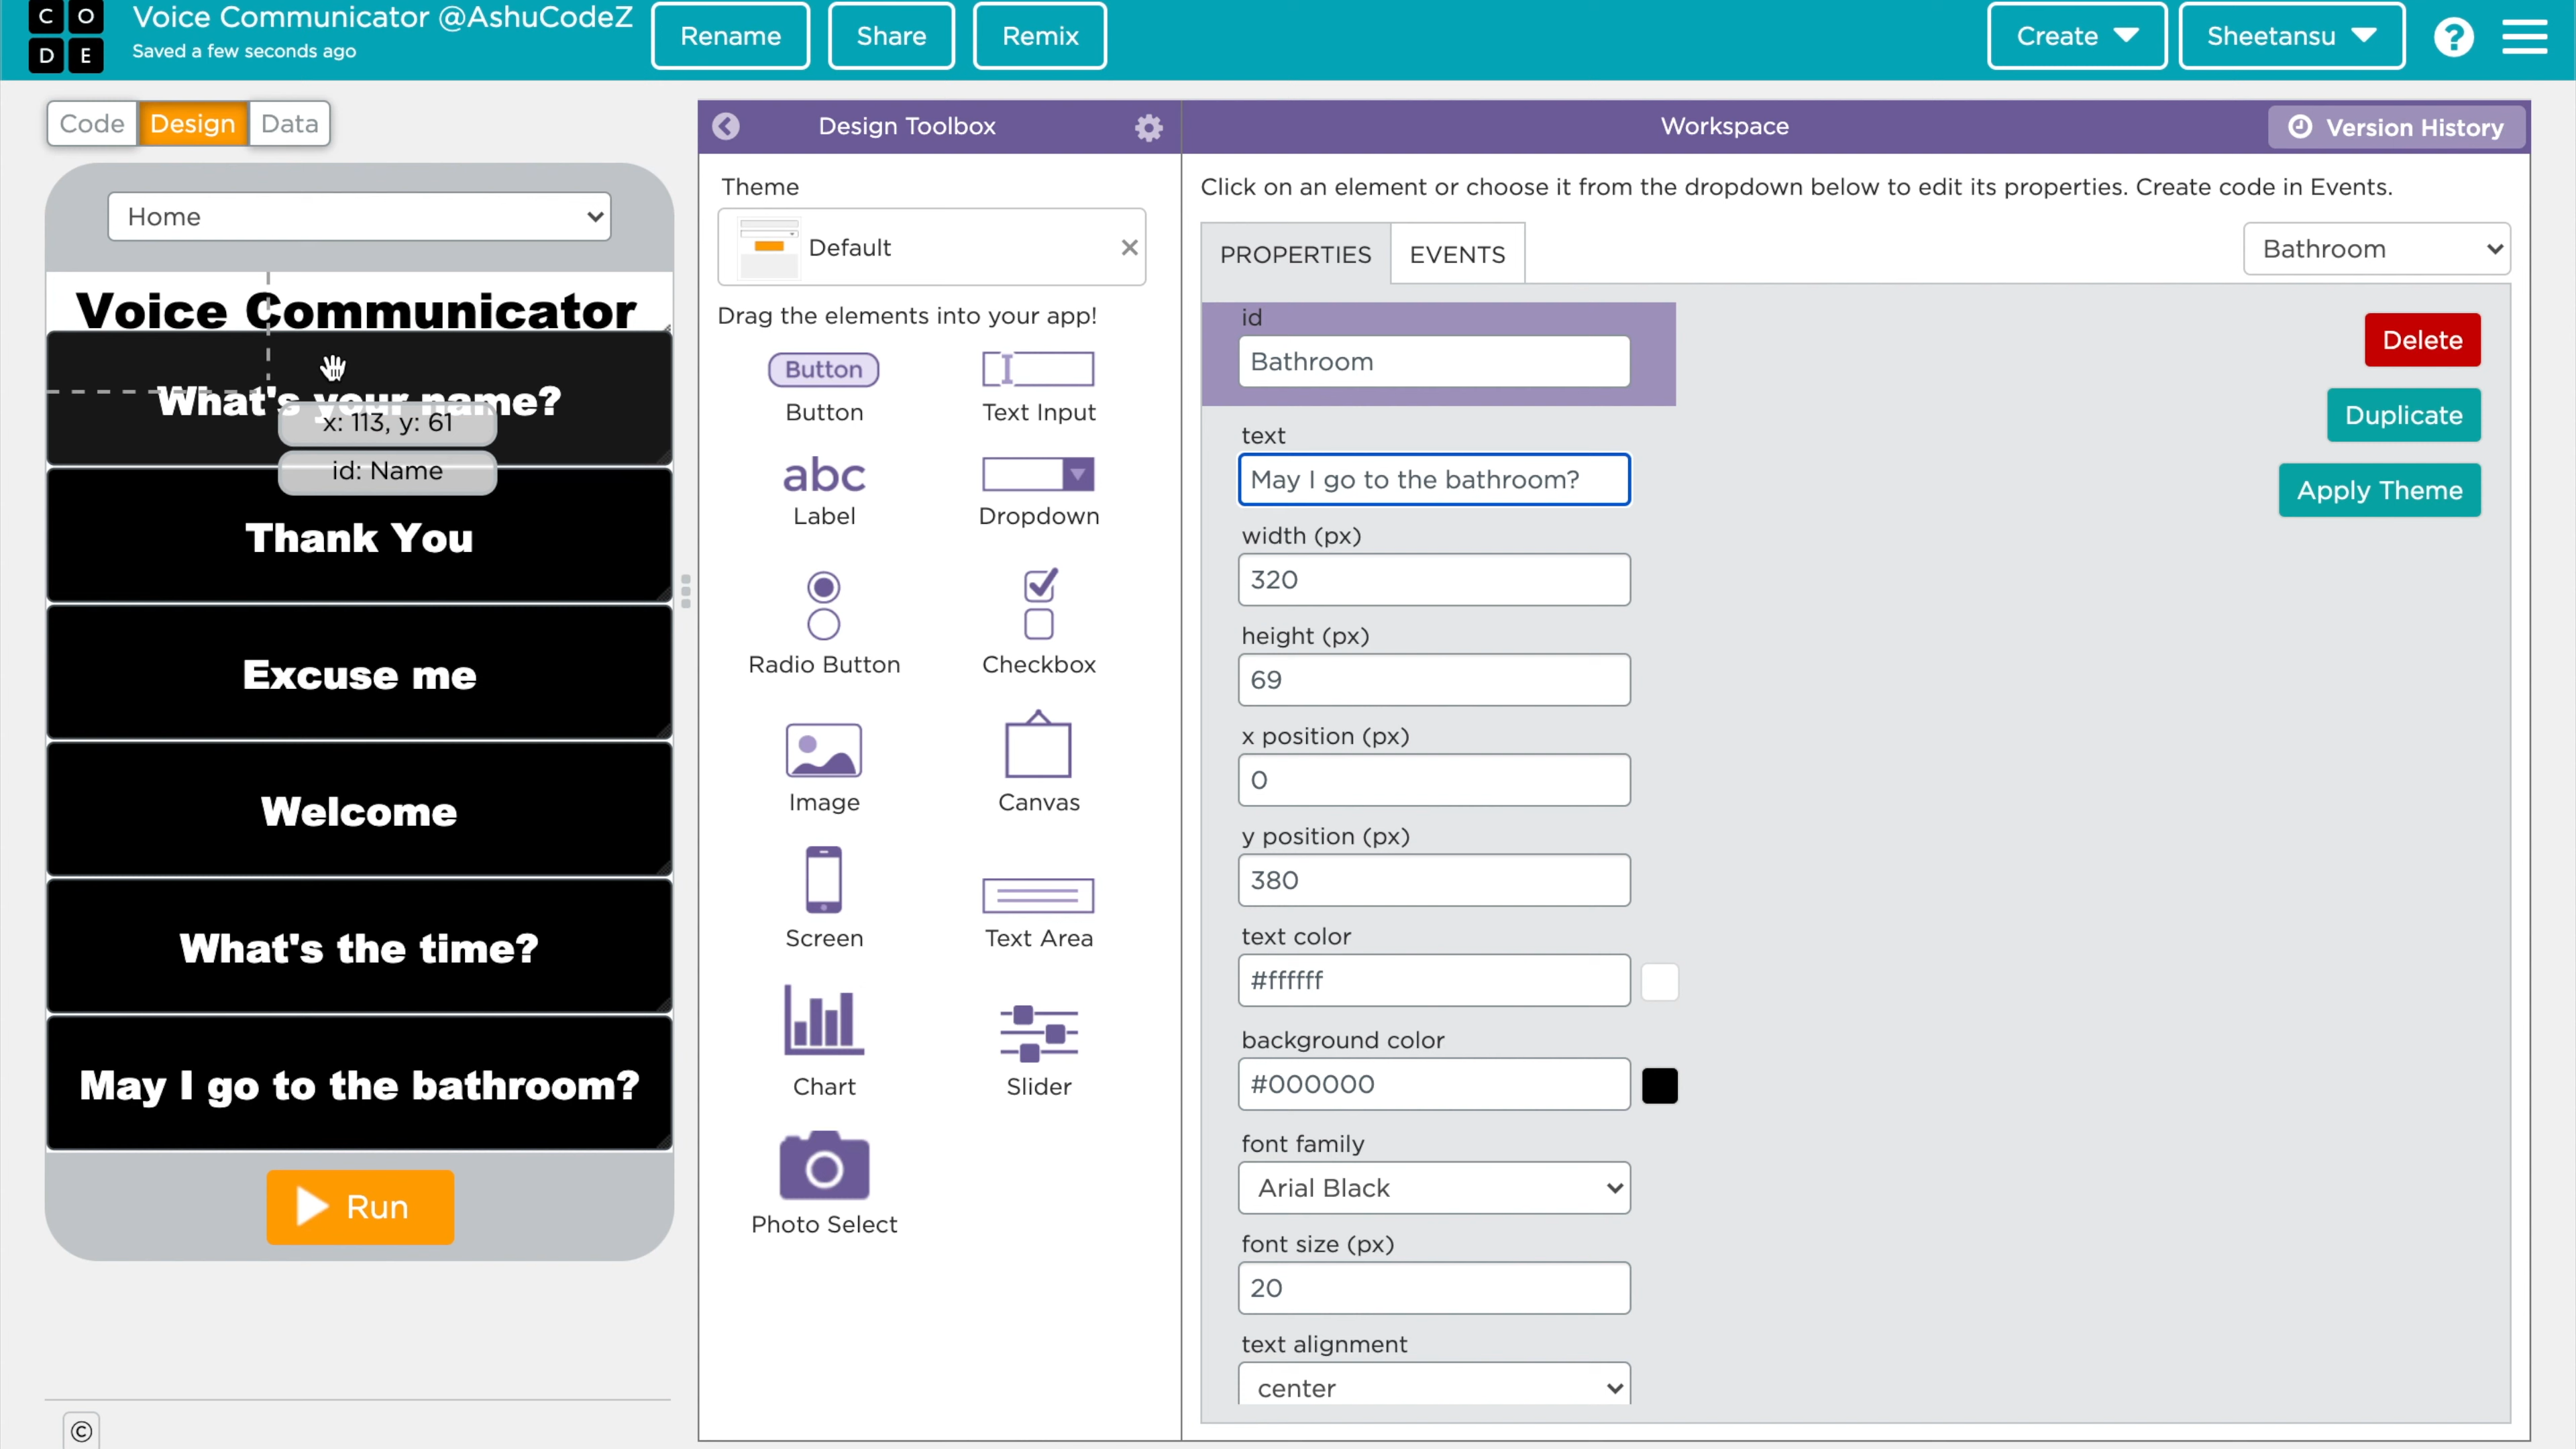 C O
D E
Voice Communicator @AshuCodeZ
Saved a few seconds ago
Rename
Share
Remix
Create
Sheetansu
?
Code
Design
Data
Home
Voice Communicator
What's your name?
x: 113, y: 61
id: Name
Thank You
Excuse me
Welcome
What's the time?
May I go to the bathroom?
Run
©
Design Toolbox
Theme
Default
Drag the elements into your app!
Button
Button
Text Input
abc
Label
Dropdown
Radio Button
Checkbox
Image
Canvas
Screen
Text Area
Chart
Slider
Photo Select
Workspace
Version History
Click on an element or choose it from the dropdown below to edit its properties. Create code in Events.
PROPERTIES
EVENTS
Bathroom
id
Bathroom
text
May I go to the bathroom?
width (px)
320
height (px)
69
x position (px)
0
y position (px)
380
text color
#ffffff
background color
#000000
font family
Arial Black
font size (px)
20
text alignment
center
Delete
Duplicate
Apply Theme